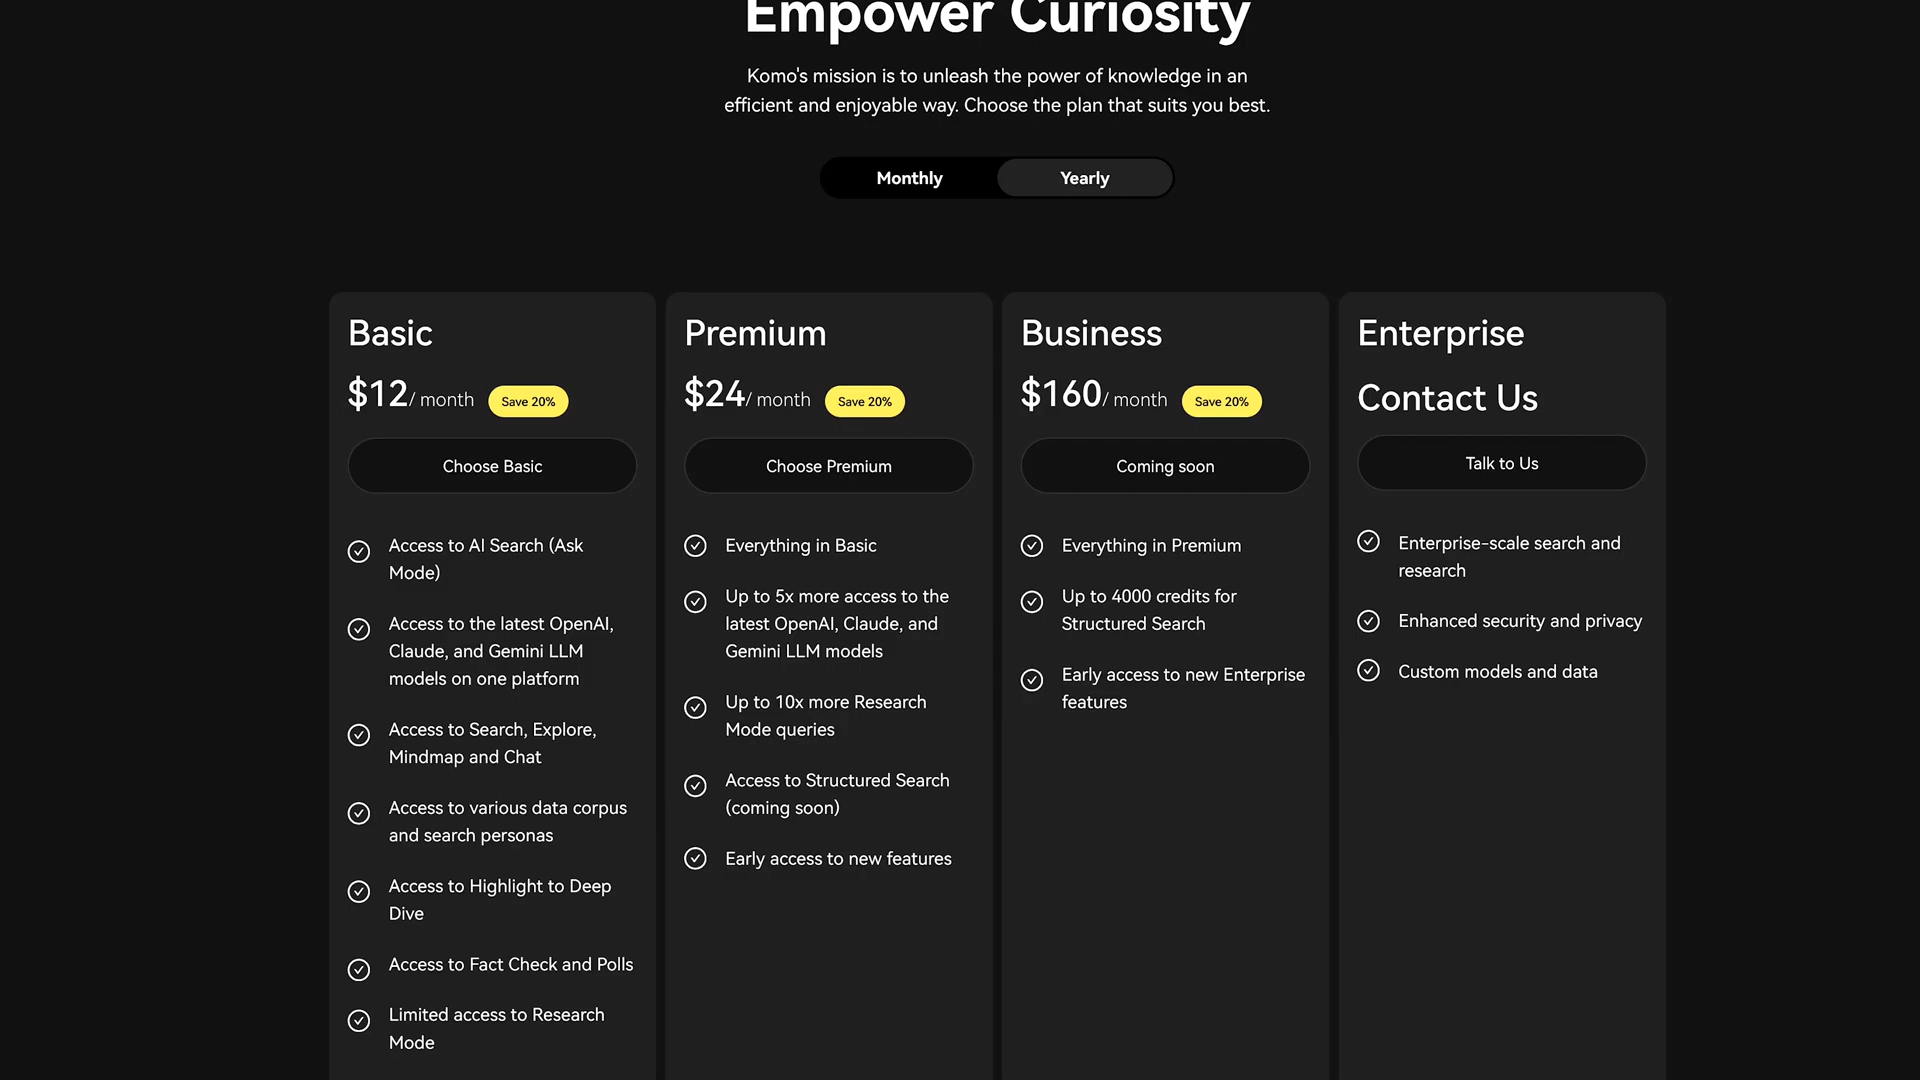 Empower Curiosity
Komo's mission is to unleash the power of knowledge in an
efficient and enjoyable way. Choose the plan that suits you best.
Monthly
Yearly
Basic
$12/ month
Save 20%
Choose Basic
Access to AI Search (Ask
Mode)
Access to the latest OpenAI,
Claude, and Gemini LLM
models on one platform
Access to Search, Explore,
Mindmap and Chat
Access to various data corpus
and search personas
Access to Highlight to Deep
Dive
Access to Fact Check and Polls
Limited access to Research
Mode
Premium
$24/ month
Save 20%
Choose Premium
Everything in Basic
Up to 5x more access to the
latest OpenAI, Claude, and
Gemini LLM models
Up to 10x more Research
Mode queries
Access to Structured Search
(coming soon)
Early access to new features
Business
$160/ month
Save 20%
Coming soon
Everything in Premium
Up to 4000 credits for
Structured Search
Early access to new Enterprise
features
Enterprise
Contact Us
Talk to Us
Enterprise-scale search and
research
Enhanced security and privacy
Custom models and data